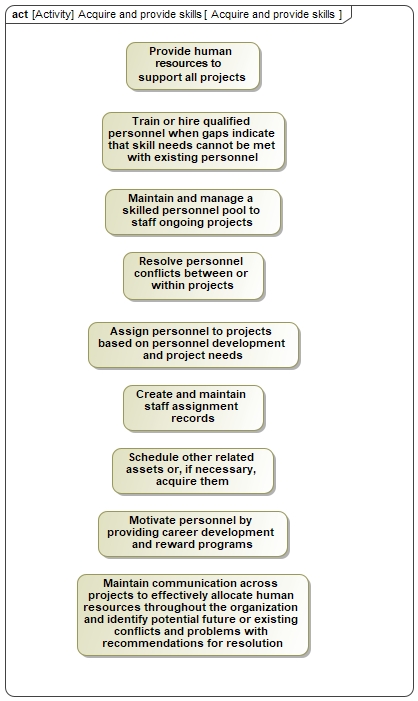 act [Activity] Acquire and provide skills [ Acquire and provide skills ]
Provide human
resources to
support all projects
Train or hire qualified
personnel when gaps indicate
that skill needs cannot be met
with existing personnel
Maintain and manage a
skilled personnel pool to
staff ongoing projects
Resolve personnel
conflicts between or
within projects
Assign personnel to projects
based on personnel development
and project needs
Create and maintain
staff assignment
records
Schedule other related
assets or, if necessary,
acquire them
Motivate personnel by
providing career development
and reward programs
Maintain communication across
projects to effectively allocate human
resources throughout the organization
and identify potential future or existing
conflicts and problems with
recommendations for resolution